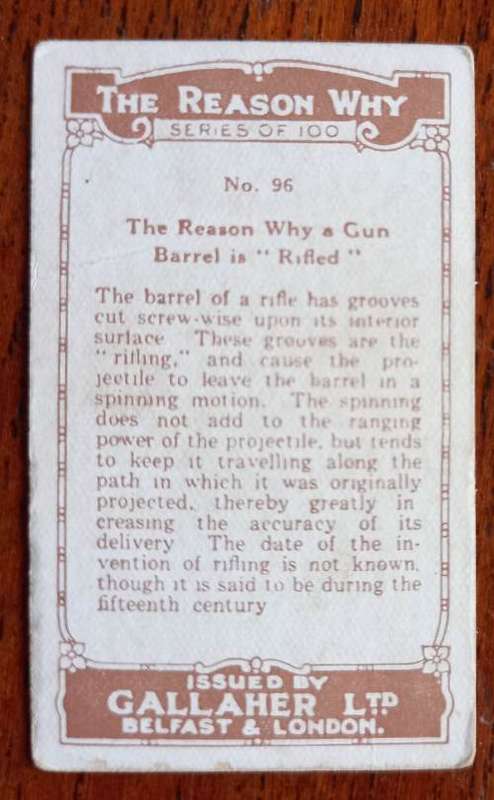 THE REASON WHY
SERIES OF 100
No. 96
The Reason Why a Gun
Barrel is "Rifled"
The barrel of a rifle has grooves
cut screw-wise upon its interior
surface These grooves are the
"rifling," and cause the pro-
jectile to leave the barrel in a
spinning motion. The spinning
does not add to the ranging
power of the projectile, but tends
to keep it travelling along the
path in which it was originally
projected, thereby greatly in
creasing the accuracy of its
delivery The date of the in-
vention of rifling is not known,
though it is said to be during the
fifteenth century
ISSUED BY
GALLAHER LTD
BELFAST & LONDON.